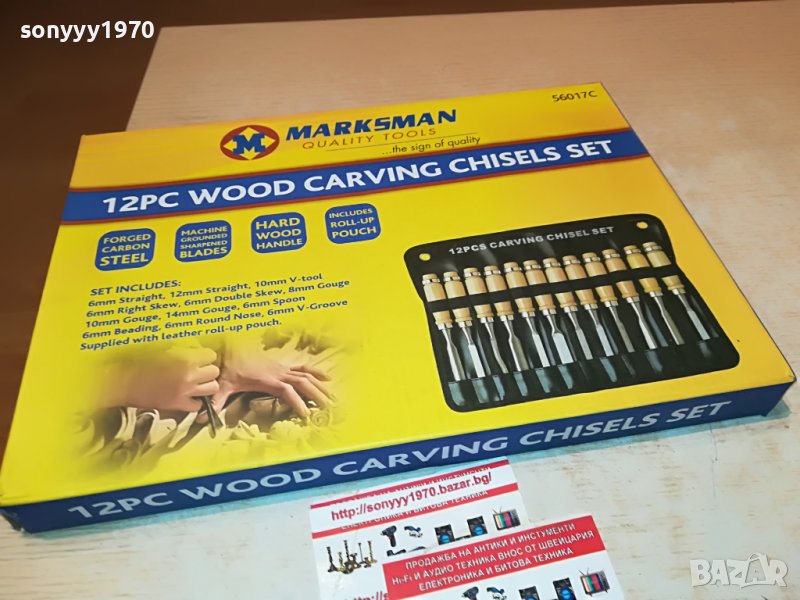 sonyyy1970
56017C
M MARKSMAN
QUALITY TOOLS
...the sign of quality
12PC WOOD CARVING CHISELS SET
FORGED
CARBON
STEEL
MACHINE
GROUNDED
SHARPENED
BLADES
HARD
WOOD
HANDLE
INCLUDES
ROLL-UP
POUCH
SET INCLUDES:
6mm Straight, 12mm Straight, 10mm V-tool
6mm Right Skew, 6mm Double Skew, 8mm Gouge
10mm Gouge, 14mm Gouge, 6mm Spoon
6mm Beading, 6mm Round Nose, 6mm V-Groove
Supplied with leather roll-up pouch.
12PCS CARVING CHISEL SET
12PC WOOD CARVING CHISELS SET
http://sonyyy1970.bazar.bg/
ЕЛЕКТРОНИКА И БИТОВА ТЕХНИКА
ПРОДАЖБА НА АНТИКИ И ИНСТУМЕНТИ
Hi-Fi И АУДИО ТЕХНИКА ВНОС ОТ ШВЕЙЦАРИЯ
ЕЛЕКТРОНИКА И БИТОВА ТЕХНИКА
BAZAR
bg